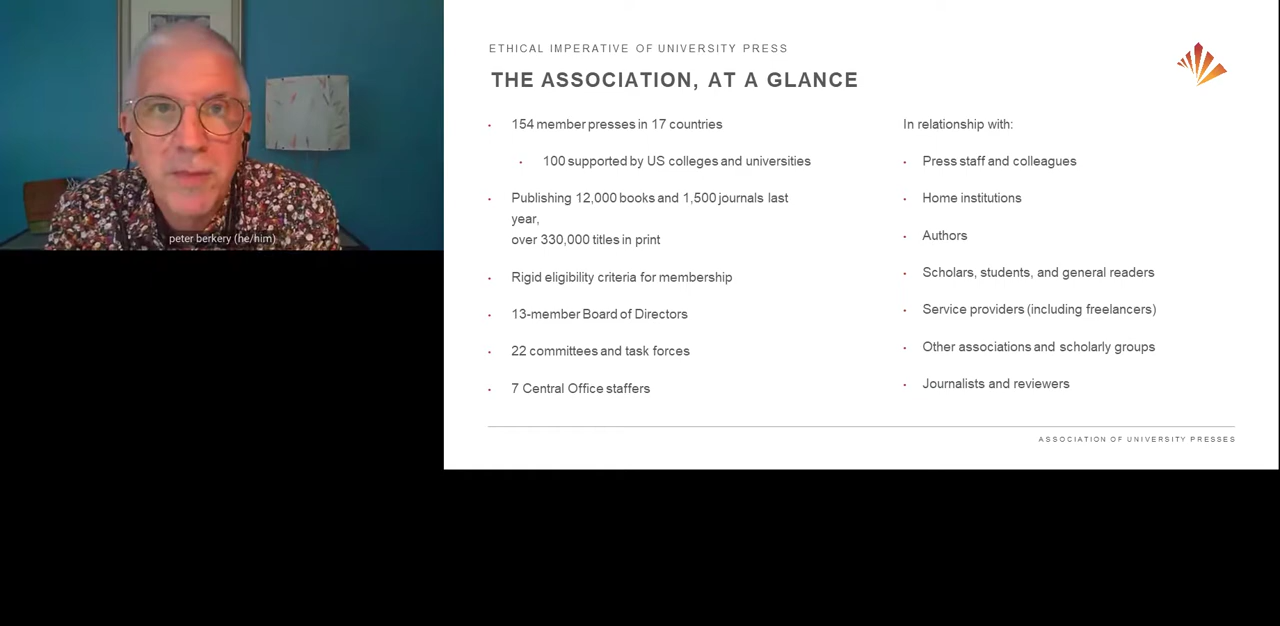 peter berkery (he/him)
ETHICAL IMPERATIVE OF UNIVERSITY PRESS
THE ASSOCIATION, AT A GLANCE
• 154 member presses in 17 countries
• 100 supported by US colleges and universities
• Publishing 12,000 books and 1,500 journals last
year,
over 330,000 titles in print
• Rigid eligibility criteria for membership
• 13-member Board of Directors
• 22 committees and task forces
• 7 Central Office staffers
In relationship with:
• Press staff and colleagues
• Home institutions
• Authors
• Scholars, students, and general readers
• Service providers (including freelancers)
• Other associations and scholarly groups
• Journalists and reviewers
ASSOCIATION OF UNIVERSITY PRESSES